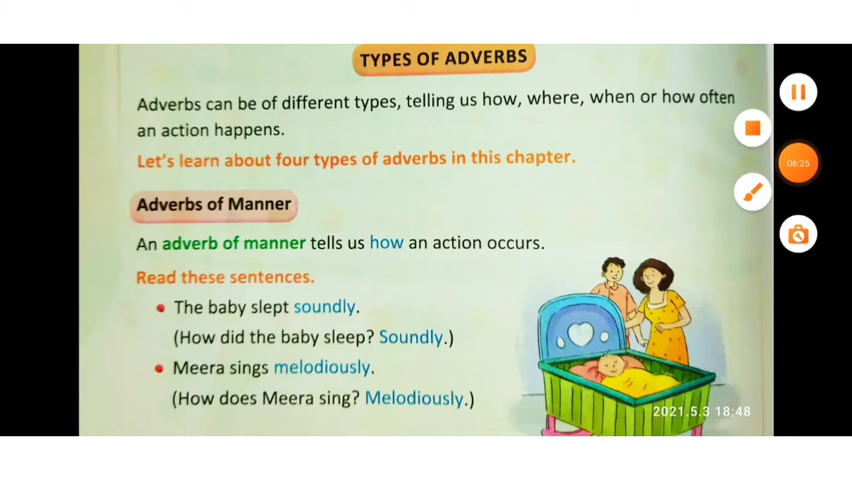 TYPES OF ADVERBS
Adverbs can be of different types, telling us how, where, when or how often
an action happens.
Let's learn about four types of adverbs in this chapter.
Adverbs of Manner
An adverb of manner tells us how an action occurs.
Read these sentences.
• The baby slept soundly.
(How did the baby sleep? Soundly.)
• Meera sings melodiously.
(How does Meera sing? Melodiously.)
2021.5.3 18:48
06:25